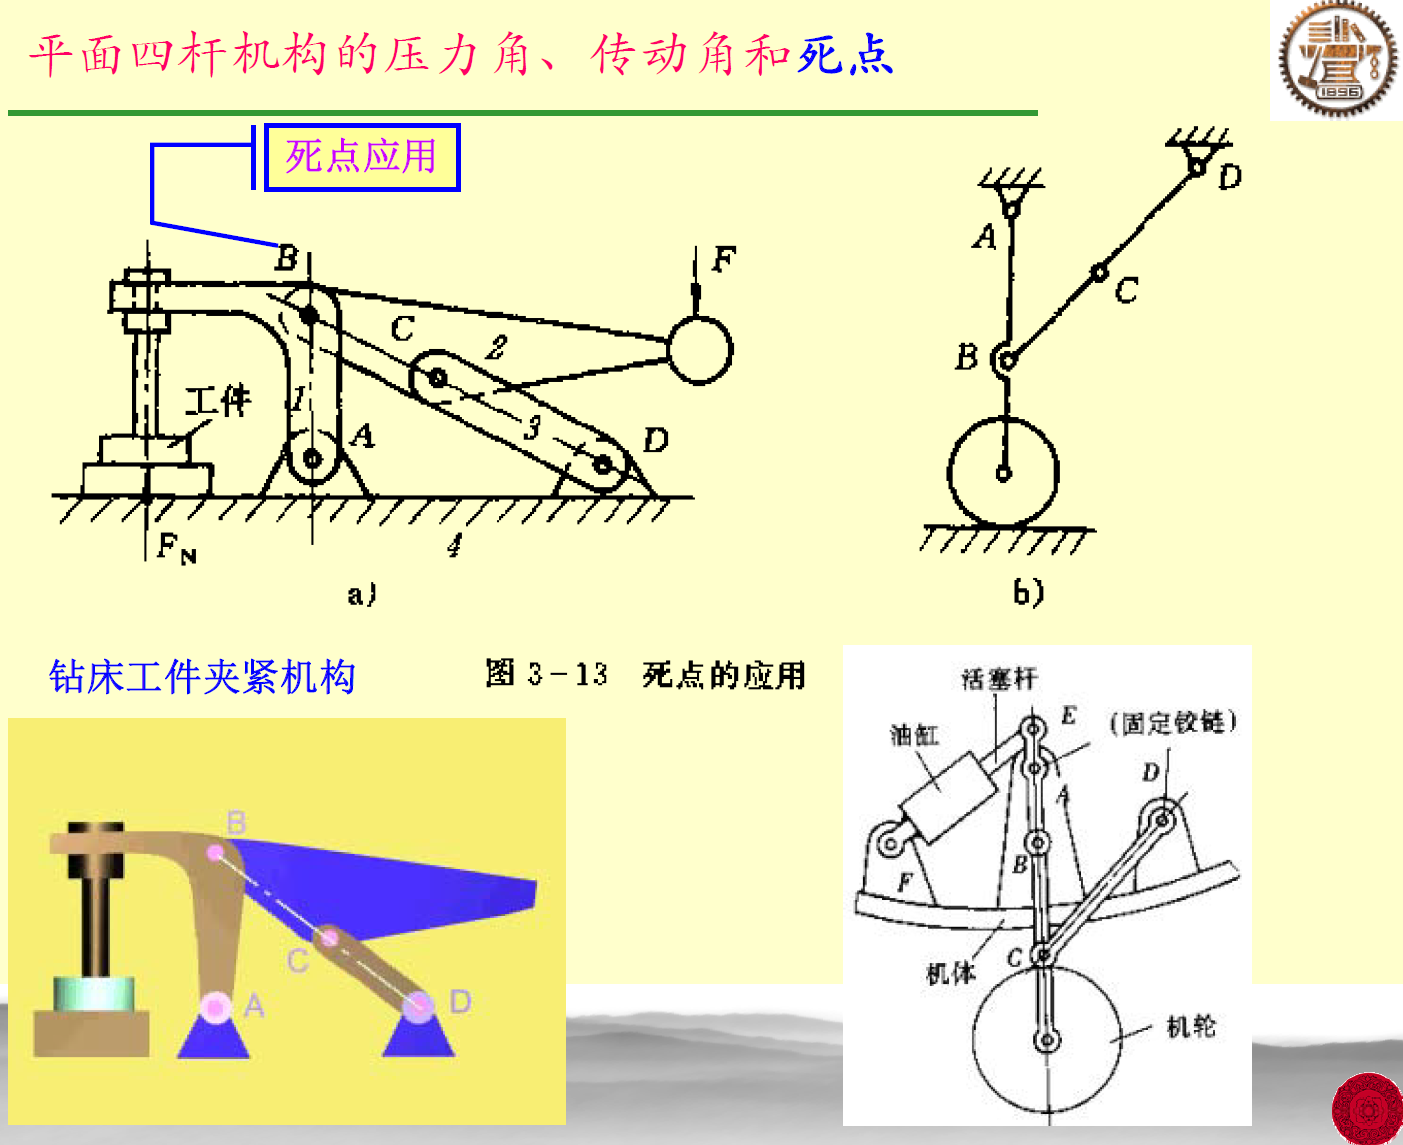 平面四杆机构的压力角、传动角和死点
1896
死点应用
B
F
C
2
工件
1
A
3
D
F_N
4
a)
D
A
C
B
b)
钻床工件夹紧机构
图 3-13 死点的应用
B
C
A
D
活塞杆
E
(固定铰链)
油缸
D
A
B
F
C
机体
机轮